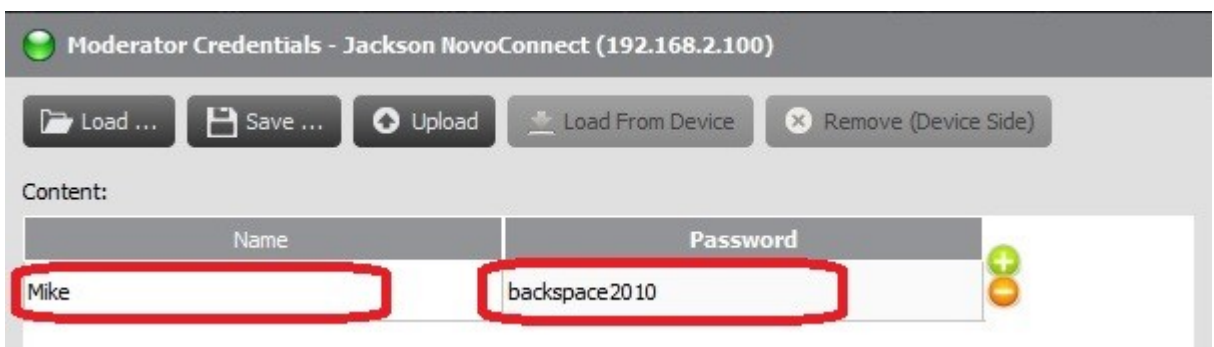 Moderator Credentials - Jackson NovoConnect (192.168.2.100)
Load ... Save ... Upload Load From Device Remove (Device Side)
Content:
Name Password
Mike backspace2010